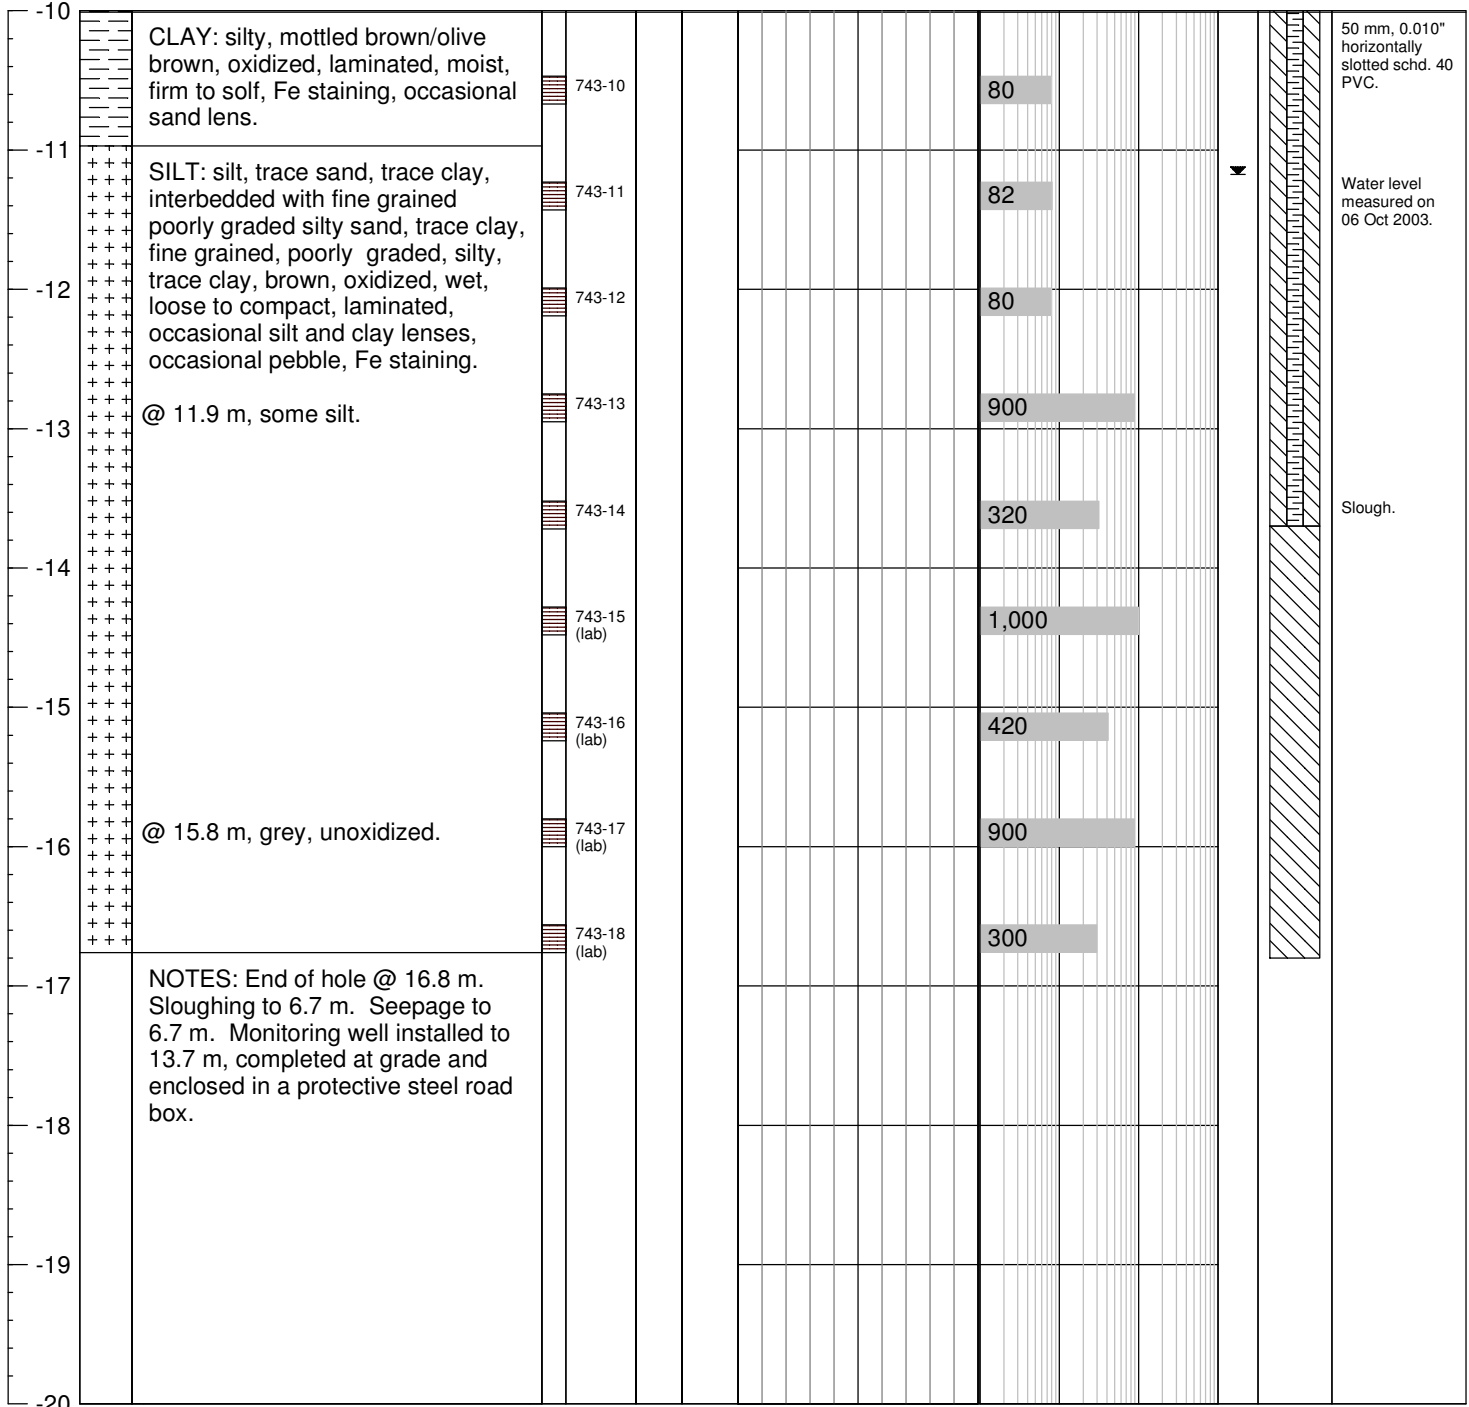 -10
CLAY: silty, mottled brown/olive
brown, oxidized, laminated, moist,
firm to solf, Fe staining, occasional
sand lens.
743-10
80
50 mm, 0.010"
horizontally
slotted schd. 40
PVC.
-11
SILT: silt, trace sand, trace clay,
interbedded with fine grained
poorly graded silty sand, trace clay,
fine grained, poorly graded, silty,
trace clay, brown, oxidized, wet,
loose to compact, laminated,
occasional silt and clay lenses,
occasional pebble, Fe staining.
743-11
82
Water level
measured on
06 Oct 2003.
-12
743-12
80
@ 11.9 m, some silt.
743-13
900
-13
743-14
320
Slough.
-14
743-15
(lab)
1,000
-15
743-16
(lab)
420
@ 15.8 m, grey, unoxidized.
743-17
(lab)
900
-16
743-18
(lab)
300
-17
NOTES: End of hole @ 16.8 m.
Sloughing to 6.7 m. Seepage to
6.7 m. Monitoring well installed to
13.7 m, completed at grade and
enclosed in a protective steel road
box.
-18
-19
-20